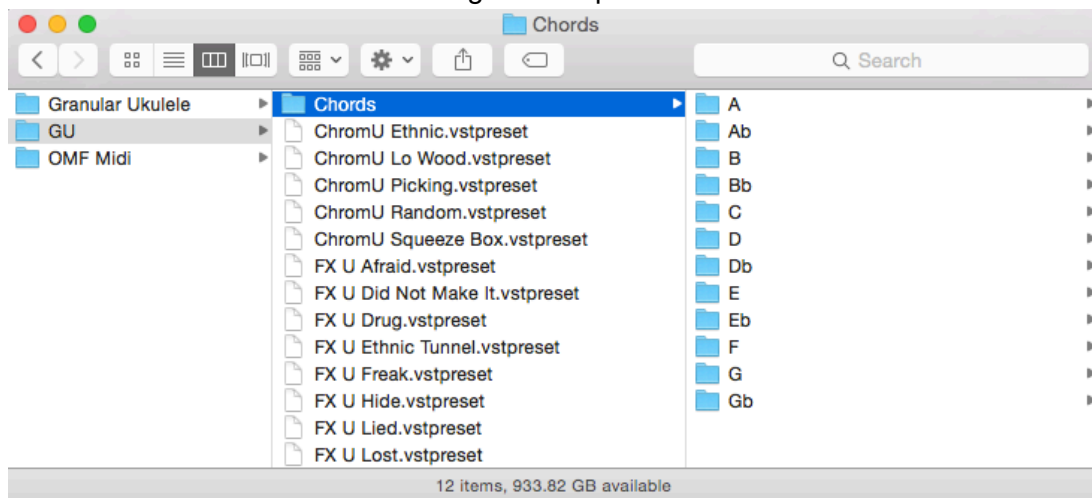 Chords
Search
Granular Ukulele
GU
OMF Midi
Chords
ChromU Ethnic.vstpreset
ChromU Lo Wood.vstpreset
ChromU Picking.vstpreset
ChromU Random.vstpreset
ChromU Squeeze Box.vstpreset
FX U Afraid.vstpreset
FX U Did Not Make It.vstpreset
FX U Drug.vstpreset
FX U Ethnic Tunnel.vstpreset
FX U Freak.vstpreset
FX U Hide.vstpreset
FX U Lied.vstpreset
FX U Lost.vstpreset
A
Ab
B
Bb
C
D
Db
E
Eb
F
G
Gb
12 items, 933.82 GB available